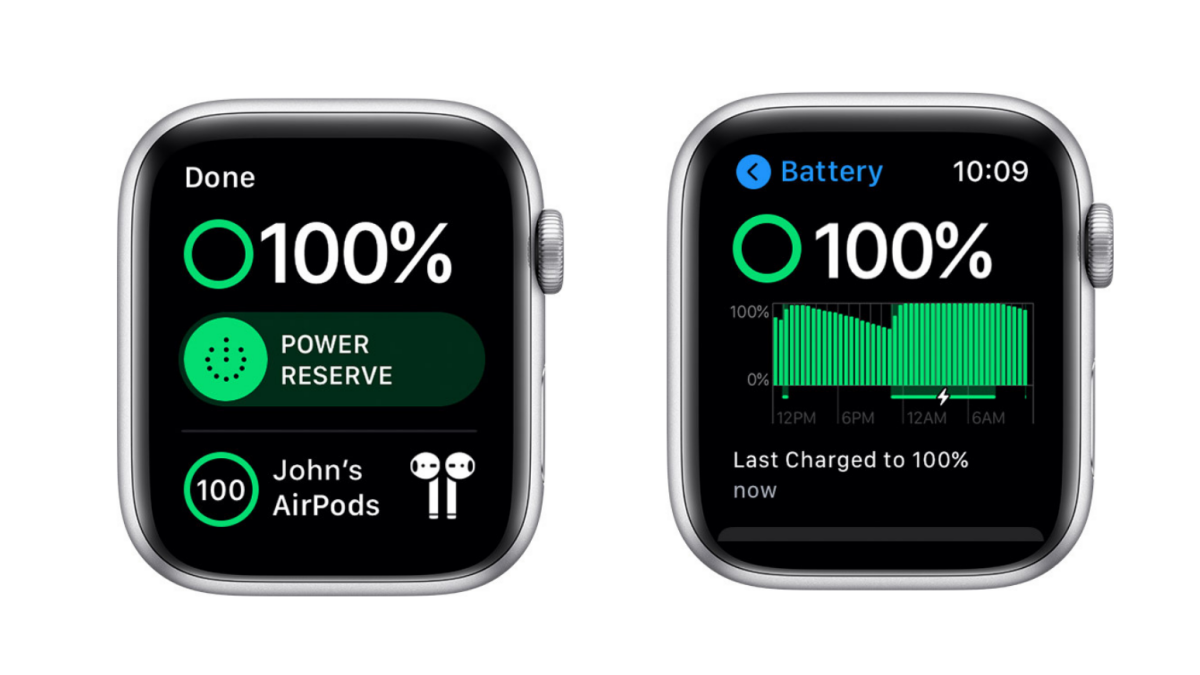 Done
100%
POWER
RESERVE
100
John's
AirPods
Battery
10:09
100%
100%
0%
12PM
6PM
12AM
6AM
Last Charged to 100%
now